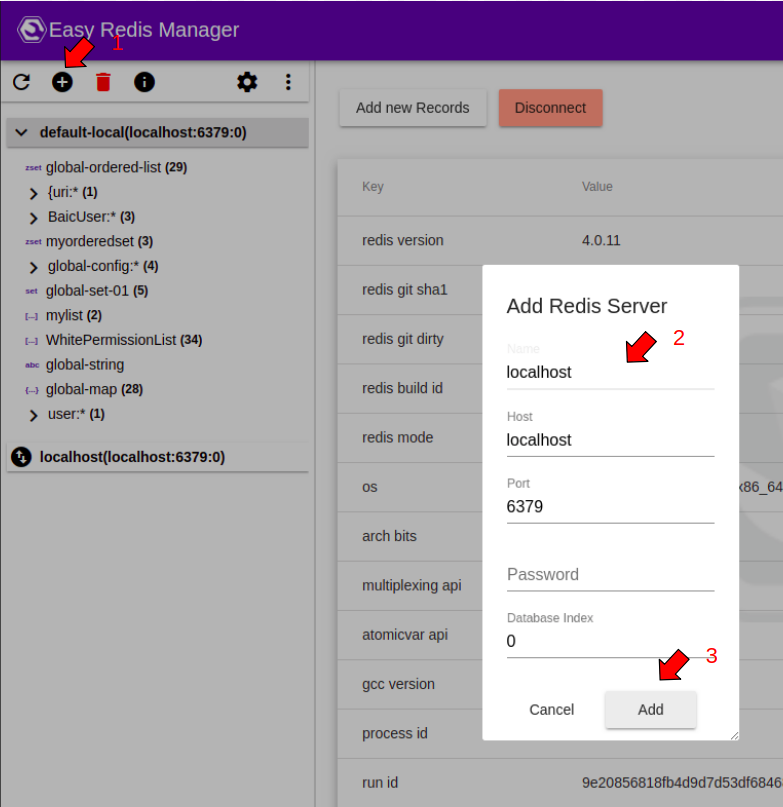 Easy Redis Manager
1
default-local(localhost:6379:0)
zset global-ordered-list (29)
{uri:* (1)
BaicUser:* (3)
zset myorderedset (3)
global-config:* (4)
set global-set-01 (5)
[...] mylist (2)
[...] WhitePermissionList (34)
abc global-string
{...} global-map (28)
user:* (1)
localhost(localhost:6379:0)
Add new Records
Disconnect
Key Value
redis version 4.0.11
redis git sha1
redis git dirty
redis build id
redis mode
os x86_64
arch bits
multiplexing api
atomicvar api
gcc version
process id
run id 9e20856818fb4d9d7d53df6846
Add Redis Server
Name
2
localhost
Host
localhost
Port
6379
Password
Database Index
0
3
Cancel
Add